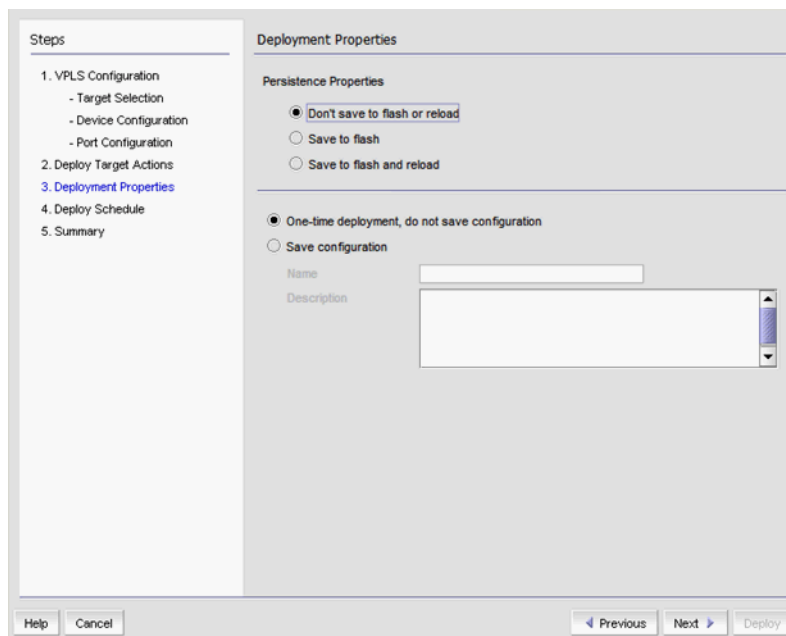 Steps
1. VPLS Configuration
- Target Selection
- Device Configuration
- Port Configuration
2. Deploy Target Actions
3. Deployment Properties
4. Deploy Schedule
5. Summary
Deployment Properties
Persistence Properties
Don't save to flash or reload
Save to flash
Save to flash and reload
One-time deployment, do not save configuration
Save configuration
Name
Description
Help Cancel Previous Next Deploy